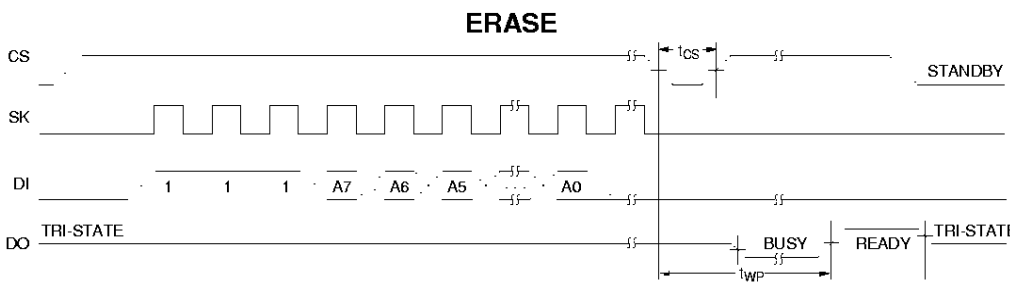 ERASE
CS
tCS
STANDBY
SK
DI 1 1 1 A7 A6 A5 ... A0
DO TRI-STATE BUSY READY TRI-STATE
tWP